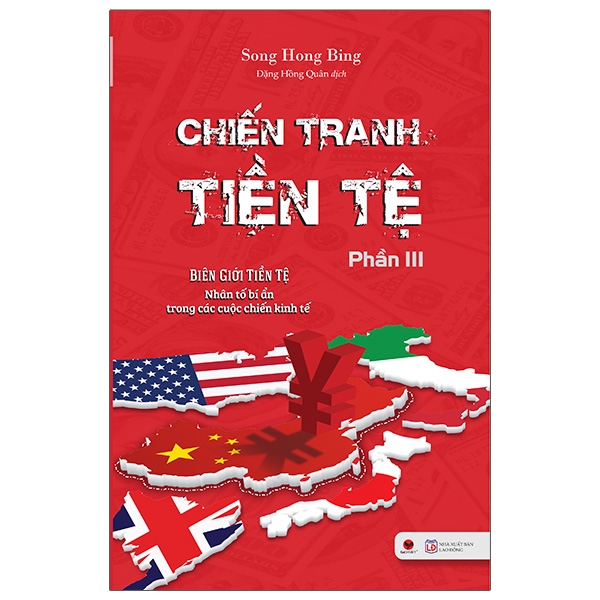 Song Hong Bing
Đặng Hồng Quân dịch
CHIẾN TRANH
TIỀN TỆ
Phần III
BIÊN GIỚI TIỀN TỆ
Nhân tố bí ẩn
trong các cuộc chiến kinh tế
NHÀ XUẤT BẢN
LAO ĐỘNG